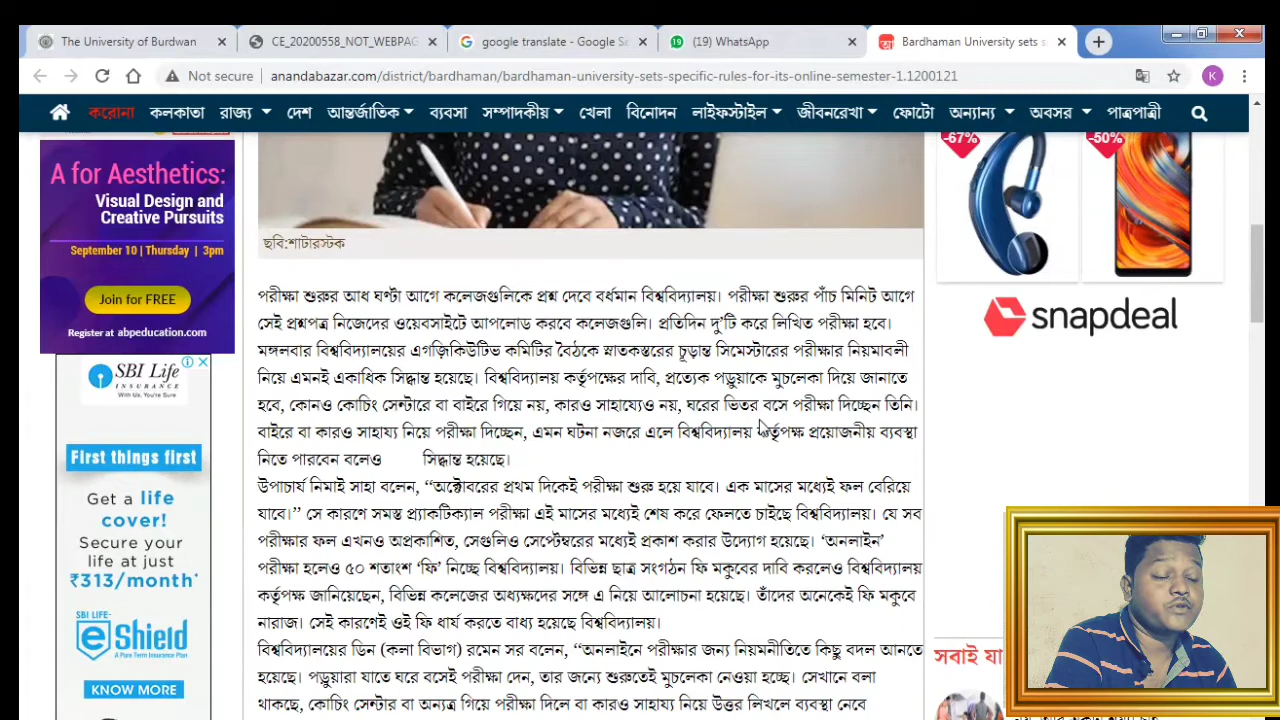 The University of Burdwan
CE_20200558_NOT_WEBPAG
google translate - Google Se
(19) WhatsApp
Bardhaman University sets s
Not secure
anandabazar.com/district/bardhaman/bardhaman-university-sets-specific-rules-for-its-online-semester-1.1200121
K
করোনা কলকাতা রাজ্য দেশ আন্তর্জাতিক ব্যবসা সম্পাদকীয় খেলা বিনোদন লাইফস্টাইল জীবনরেখা ফোটো অন্যান্য অবসর পাত্রপাত্রী
A for Aesthetics:
Visual Design and
Creative Pursuits
September 10 | Thursday | 3pm
Join for FREE
Register at abpeducation.com
SBI Life
INSURANCE
First things first
Get a life
cover!
Secure your
life at just
₹313/month*
SBI LIFE-
eShield
A Pure Term Insurance Plan
KNOW MORE
ছবি:শাটারস্টক
পরীক্ষা শুরুর আধ ঘণ্টা আগে কলেজগুলিকে প্রশ্ন দেবে বর্ধমান বিশ্ববিদ্যালয়। পরীক্ষা শুরুর পাঁচ মিনিট আগে
সেই প্রশ্নপত্র নিজেদের ওয়েবসাইটে আপলোড করবে কলেজগুলি। প্রতিদিন দু’টি করে লিখিত পরীক্ষা হবে।
মঙ্গলবার বিশ্ববিদ্যালয়ের এগজ়িকিউটিভ কমিটির বৈঠকে স্নাতকস্তরের চূড়ান্ত সিমেস্টারের পরীক্ষার নিয়মাবলী
নিয়ে এমনই একাধিক সিদ্ধান্ত হয়েছে। বিশ্ববিদ্যালয় কর্তৃপক্ষের দাবি, প্রত্যেক পড়ুয়াকে মুচলেকা দিয়ে জানাতে
হবে, কোনও কোচিং সেন্টারে বা বাইরে গিয়ে নয়, কারও সাহায্যেও নয়, ঘরের ভিতর বসে পরীক্ষা দিচ্ছেন তিনি।
বাইরে বা কারও সাহায্য নিয়ে পরীক্ষা দিচ্ছেন, এমন ঘটনা নজরে এলে বিশ্ববিদ্যালয় কর্তৃপক্ষ প্রয়োজনীয় ব্যবস্থা
নিতে পারবেন বলেও সিদ্ধান্ত হয়েছে।
উপাচার্য নিমাই সাহা বলেন, ‘‘অক্টোবরের প্রথম দিকেই পরীক্ষা শুরু হয়ে যাবে। এক মাসের মধ্যেই ফল বেরিয়ে
যাবে।’’ সে কারণে সমস্ত প্র্যাকটিক্যাল পরীক্ষা এই মাসের মধ্যেই শেষ করে ফেলতে চাইছে বিশ্ববিদ্যালয়। যে সব
পরীক্ষার ফল এখনও অপ্রকাশিত, সেগুলিও সেপ্টেম্বরের মধ্যেই প্রকাশ করার উদ্যোগ হয়েছে। ‘অনলাইন’
পরীক্ষা হলেও ৫০ শতাংশ ‘ফি’ নিচ্ছে বিশ্ববিদ্যালয়। বিভিন্ন ছাত্র সংগঠন ফি মকুবের দাবি করলেও বিশ্ববিদ্যালয়
কর্তৃপক্ষ জানিয়েছেন, বিভিন্ন কলেজের অধ্যক্ষদের সঙ্গে এ নিয়ে আলোচনা হয়েছে। তাঁদের অনেকেই ফি মকুবে
নারাজ। সেই কারণেই ওই ফি ধার্য করতে বাধ্য হয়েছে বিশ্ববিদ্যালয়।
বিশ্ববিদ্যালয়ের ডিন (কলা বিভাগ) রমেন সর বলেন, ‘‘অনলাইনে পরীক্ষার জন্য নিয়মনীতিতে কিছু বদল আনতে
হয়েছে। পড়ুয়ারা যাতে ঘরে বসেই পরীক্ষা দেন, তার জন্যে শুরুতেই মুচলেকা নেওয়া হচ্ছে। সেখানে বলা
থাকছে, কোচিং সেন্টার বা অন্যত্র গিয়ে পরীক্ষা দিলে বা কারও সাহায্য নিয়ে উত্তর লিখলে ব্যবস্থা নেবে
-67%
-50%
snapdeal
সবাই যা